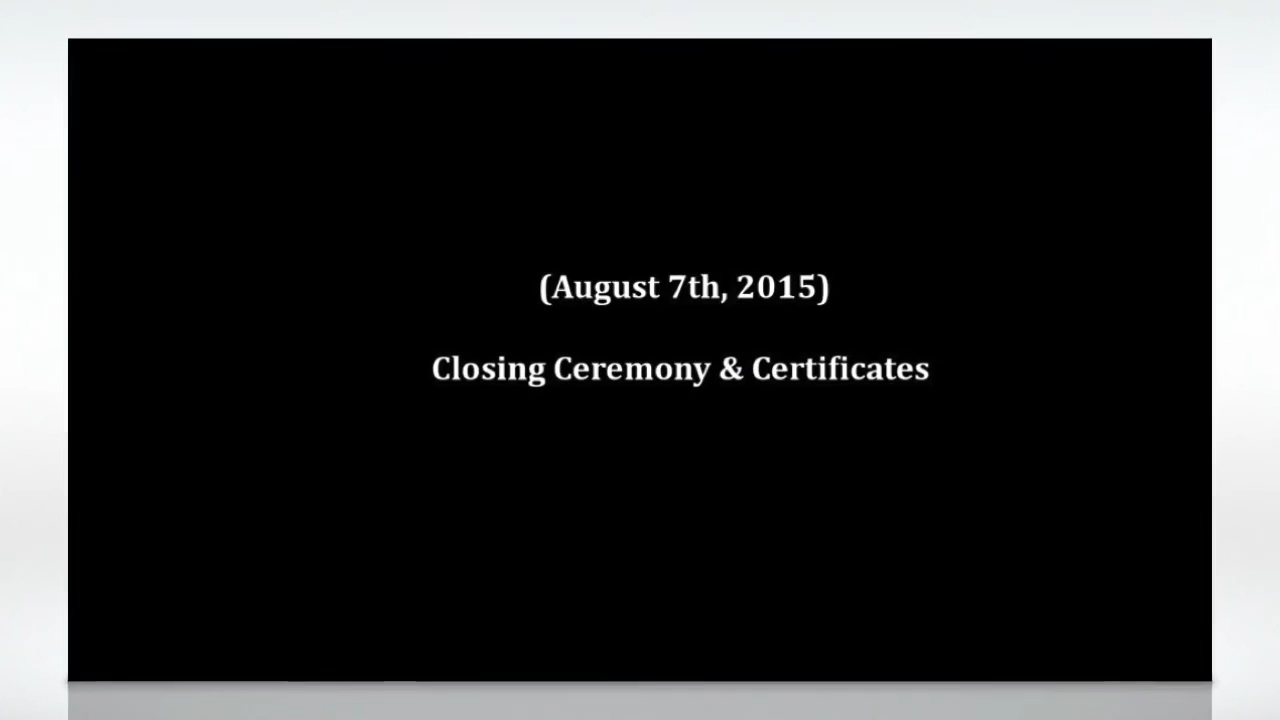 (August 7th, 2015)
Closing Ceremony & Certificates